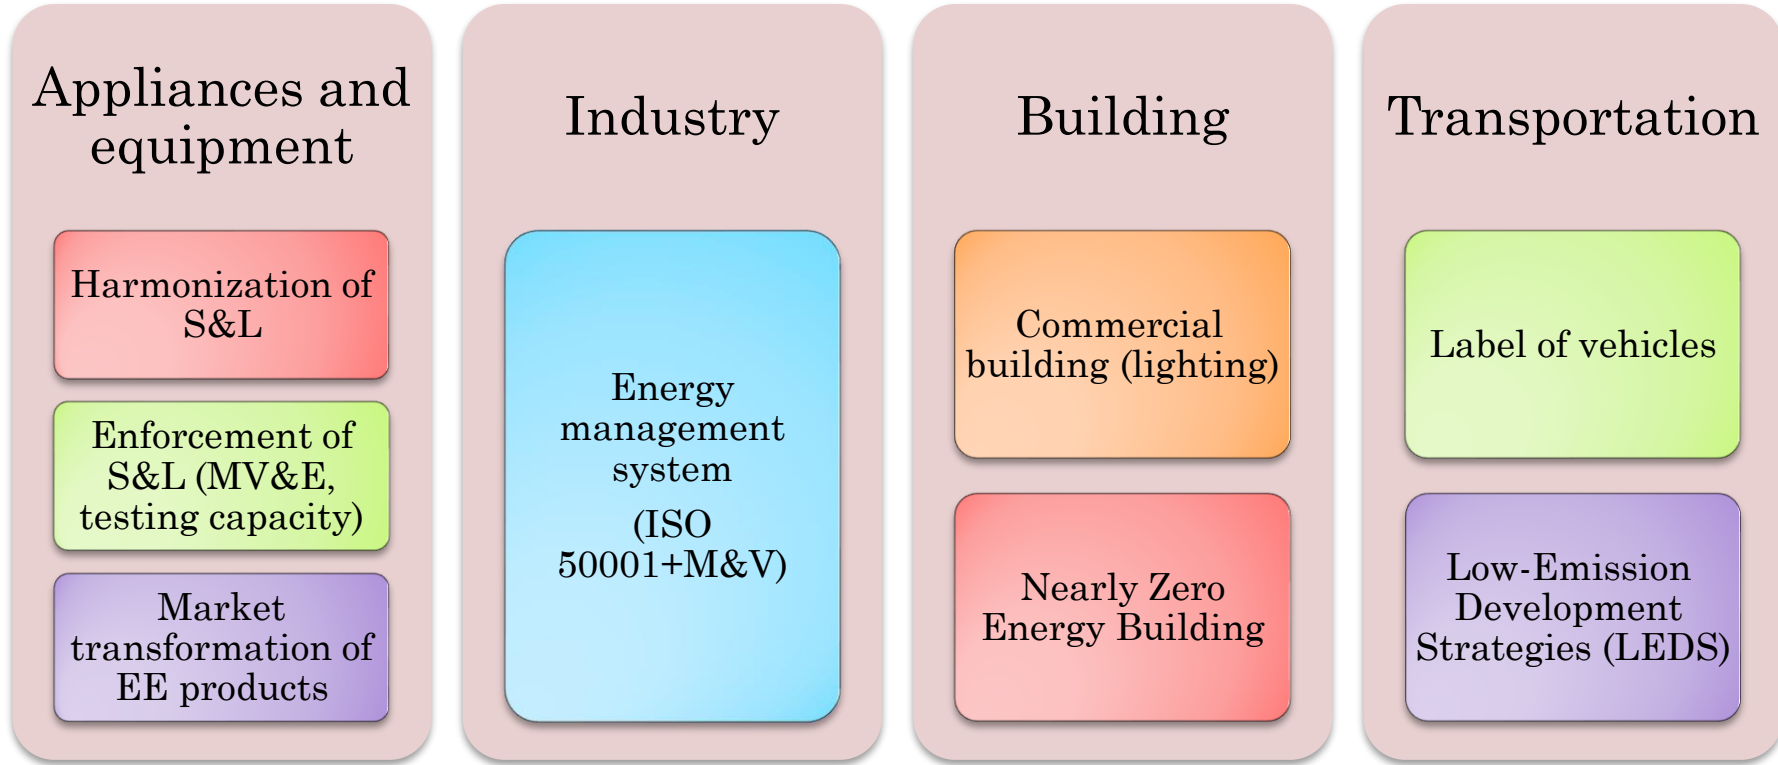 Appliances and
equipment
Harmonization of
S&L
Enforcement of
S&L (MV&E,
testing capacity)
Market
transformation of
EE products
Industry
Energy
management
system
(ISO
50001+M&V)
Building
Commercial
building (lighting)
Nearly Zero
Energy Building
Transportation
Label of vehicles
Low-Emission
Development
Strategies (LEDS)